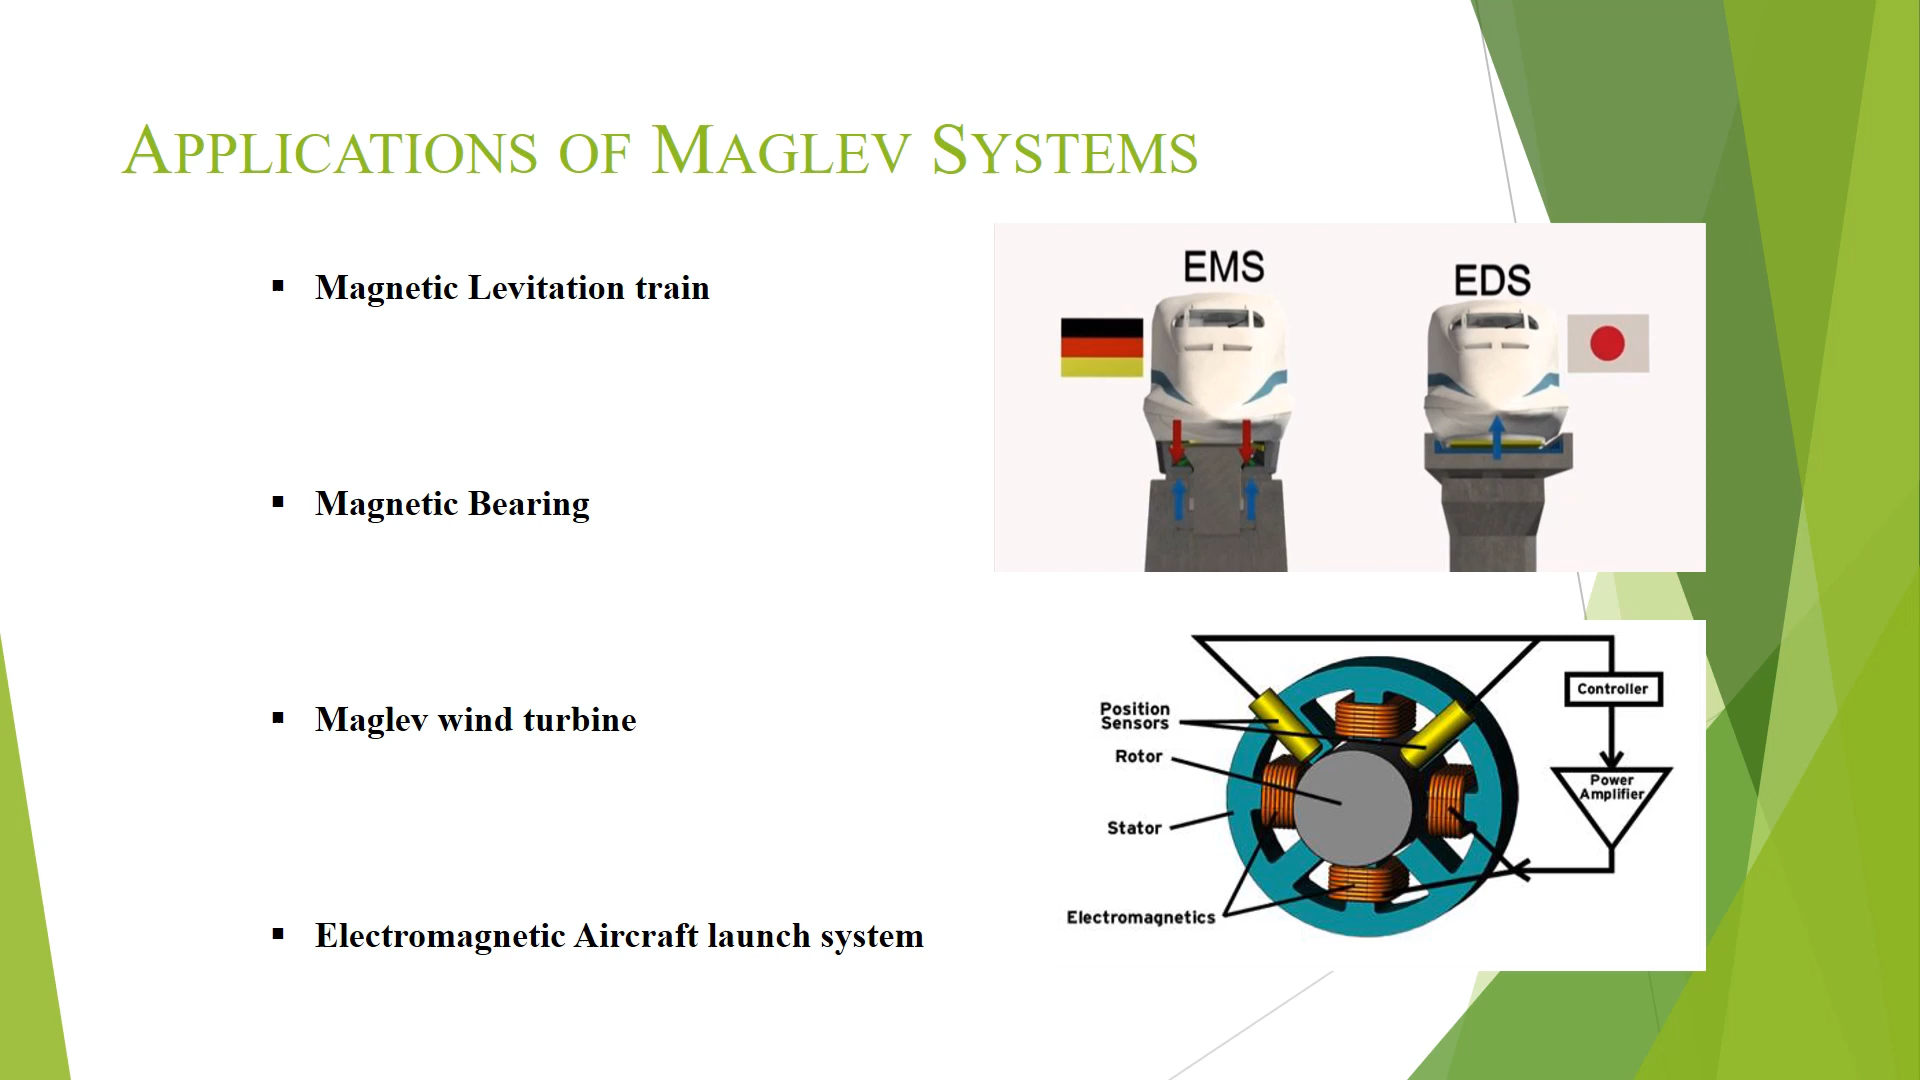 APPLICATIONS OF MAGLEV SYSTEMS
▪ Magnetic Levitation train
▪ Magnetic Bearing
▪ Maglev wind turbine
▪ Electromagnetic Aircraft launch system
EMS
EDS
Position
Sensors
Rotor
Stator
Electromagnetics
Controller
Power
Amplifier